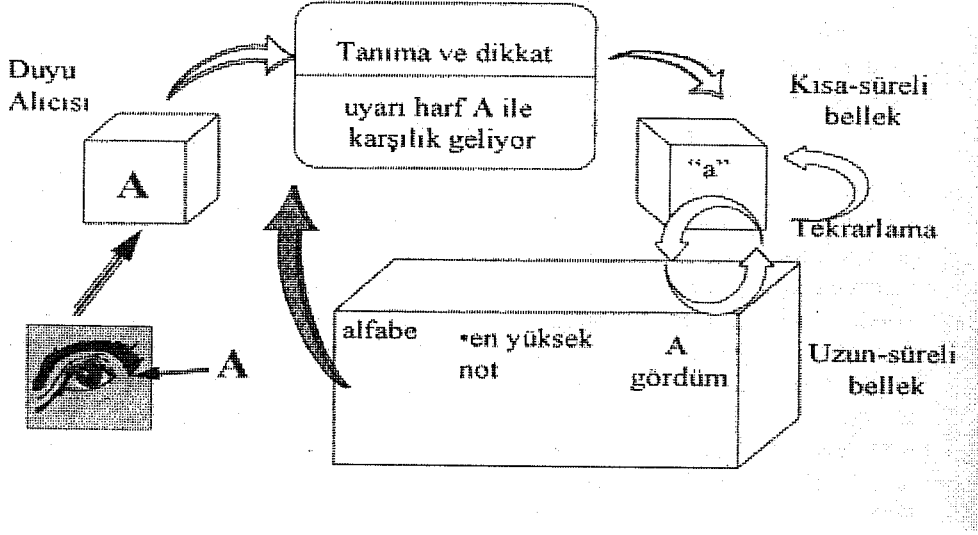 Duyu
Alıcısı
A
A
Tanıma ve dikkat
uyarı harf A ile
karşılık geliyor
Kısa-süreli
bellek
“a”
Tekrarlama
alfabe
•en yüksek
not
A
gördüm
Uzun-süreli
bellek